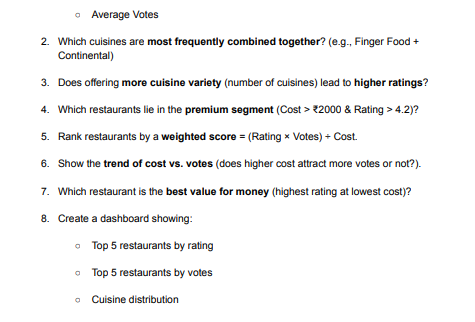 ○ Average Votes
2. Which cuisines are most frequently combined together? (e.g., Finger Food +
Continental)
3. Does offering more cuisine variety (number of cuisines) lead to higher ratings?
4. Which restaurants lie in the premium segment (Cost > ₹2000 & Rating > 4.2)?
5. Rank restaurants by a weighted score = (Rating × Votes) ÷ Cost.
6. Show the trend of cost vs. votes (does higher cost attract more votes or not?).
7. Which restaurant is the best value for money (highest rating at lowest cost)?
8. Create a dashboard showing:
○ Top 5 restaurants by rating
○ Top 5 restaurants by votes
○ Cuisine distribution